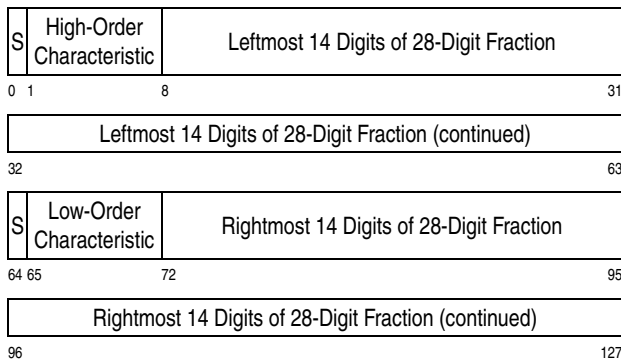 S High-Order Characteristic Leftmost 14 Digits of 28-Digit Fraction
0 1 8 31
Leftmost 14 Digits of 28-Digit Fraction (continued)
32 63
S Low-Order Characteristic Rightmost 14 Digits of 28-Digit Fraction
64 65 72 95
Rightmost 14 Digits of 28-Digit Fraction (continued)
96 127